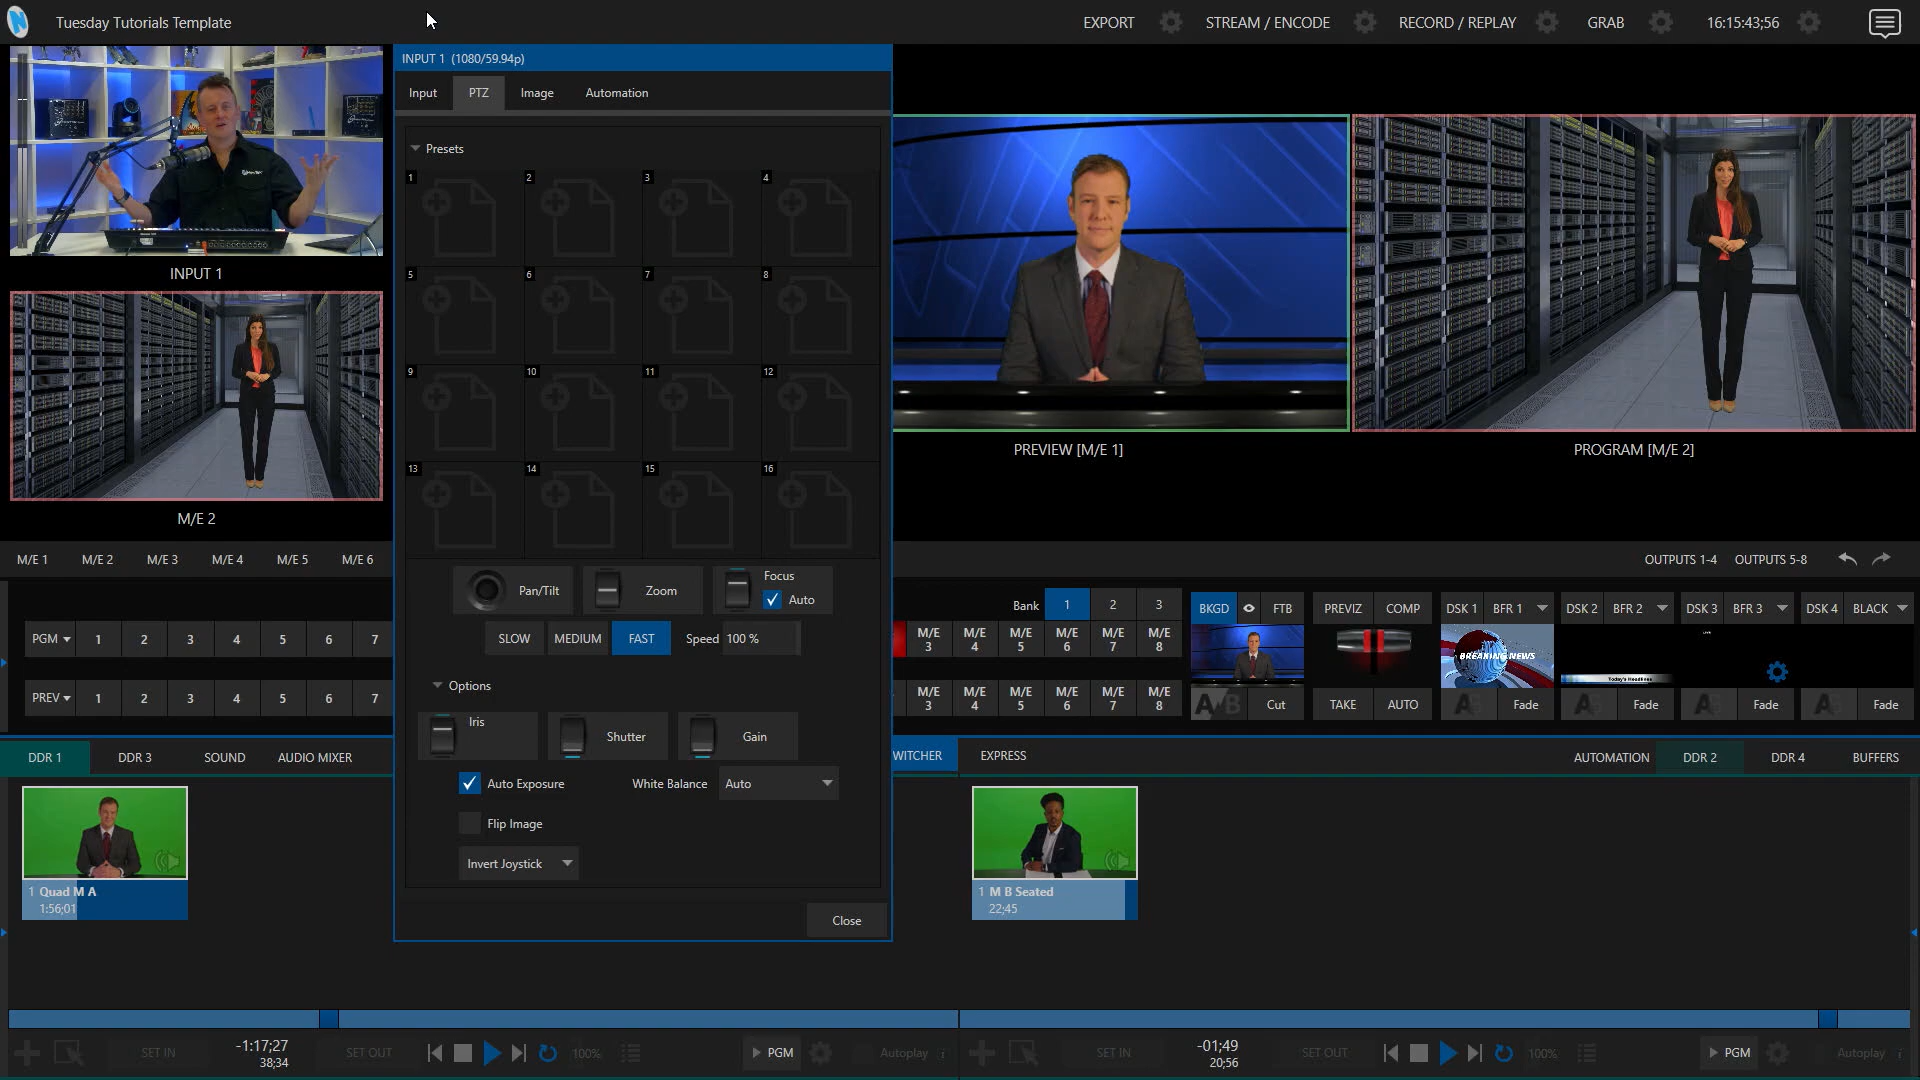 Tuesday Tutorials Template
EXPORT
STREAM / ENCODE
RECORD / REPLAY
GRAB
16:15:43;56
INPUT 1 (1080/59.94p)
Input
PTZ
Image
Automation
Presets
1
2
3
4
5
6
7
8
9
10
11
12
13
14
15
16
Pan/Tilt
Zoom
Focus
Auto
SLOW
MEDIUM
FAST
Speed 100 %
Options
Iris
Shutter
Gain
Auto Exposure
White Balance
Auto
Flip Image
Invert Joystick
Close
INPUT 1
M/E 2
PREVIEW [M/E 1]
PROGRAM [M/E 2]
M/E 1
M/E 2
M/E 3
M/E 4
M/E 5
M/E 6
OUTPUTS 1-4
OUTPUTS 5-8
PGM
1
2
3
4
5
6
7
PREV
1
2
3
4
5
6
7
Bank
1
2
3
M/E 3
M/E 4
M/E 5
M/E 6
M/E 7
M/E 8
M/E 3
M/E 4
M/E 5
M/E 6
M/E 7
M/E 8
BKGD
FTB
Cut
PREVIZ
COMP
TAKE
AUTO
DSK 1
BFR 1
BREAKING NEWS
Fade
DSK 2
BFR 2
Today's Headlines
Fade
DSK 3
BFR 3
LIVE
Fade
DSK 4
BLACK
Fade
DDR 1
DDR 3
SOUND
AUDIO MIXER
WITCHER
EXPRESS
AUTOMATION
DDR 2
DDR 4
BUFFERS
1 Quad M A
1:56;01
1 M B Seated
22;45
SET IN
-1:17;27
38;34
SET OUT
100%
PGM
Autoplay
SET IN
-01;49
20;56
SET OUT
100%
PGM
Autoplay